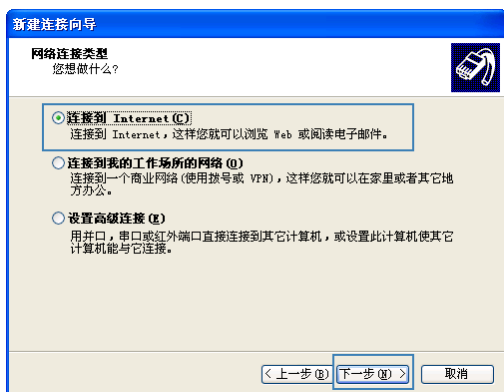 新建连接向导
网络连接类型
您想做什么?
连接到 Internet(C)
连接到 Internet,这样您就可以浏览 Web 或阅读电子邮件。
连接到我的工作场所的网络(O)
连接到一个商业网络(使用拨号或 VPN),这样您就可以在家里或者其它地
方办公。
设置高级连接(E)
用并口,串口或红外端口直接连接到其它计算机,或设置此计算机使其它
计算机能与它连接。
< 上一步(B) 下一步(N) > 取消